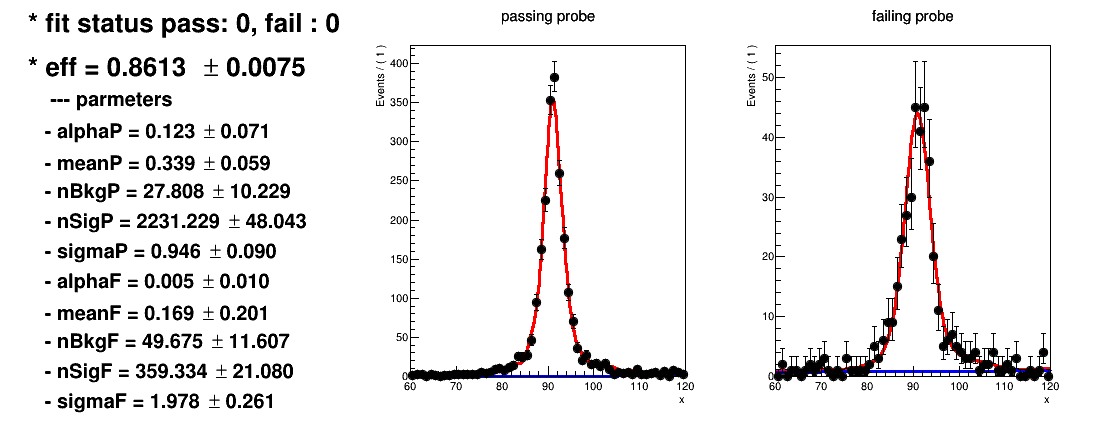 * fit status pass: 0, fail : 0
* eff = 0.8613 ± 0.0075
--- parmeters
- alphaP = 0.123 ± 0.071
- meanP = 0.339 ± 0.059
- nBkgP = 27.808 ± 10.229
- nSigP = 2231.229 ± 48.043
- sigmaP = 0.946 ± 0.090
- alphaF = 0.005 ± 0.010
- meanF = 0.169 ± 0.201
- nBkgF = 49.675 ± 11.607
- nSigF = 359.334 ± 21.080
- sigmaF = 1.978 ± 0.261
passing probe
Events / ( 1 )
400
350
300
250
200
150
100
50
0
60 70 80 90 100 110 120
x
failing probe
Events / ( 1 )
50
40
30
20
10
0
60 70 80 90 100 110 120
x